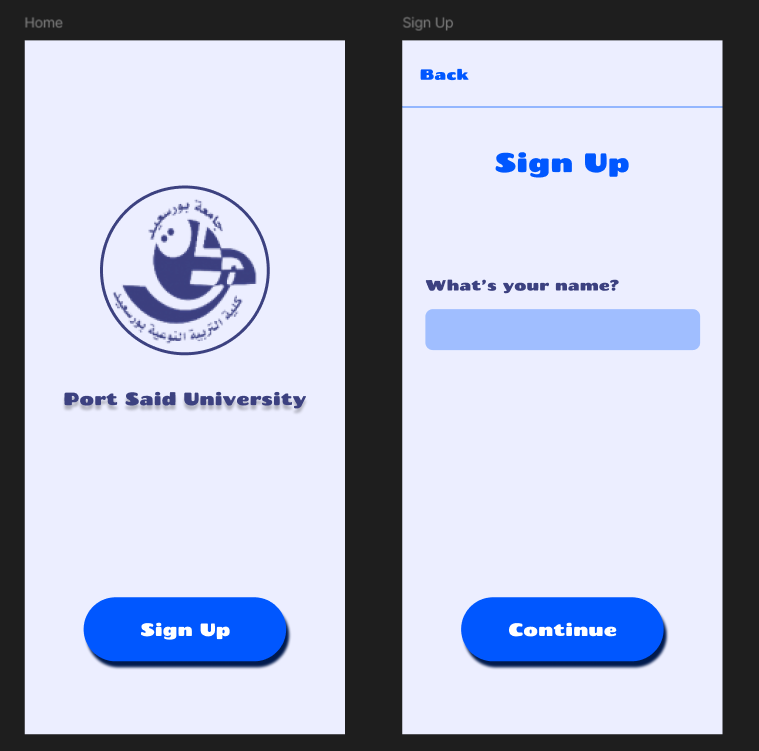 Home
جامعة بورسعيد
كلية التربية النوعية بورسعيد
Port Said University
Sign Up
Sign Up
Back
Sign Up
What's your name?
Continue